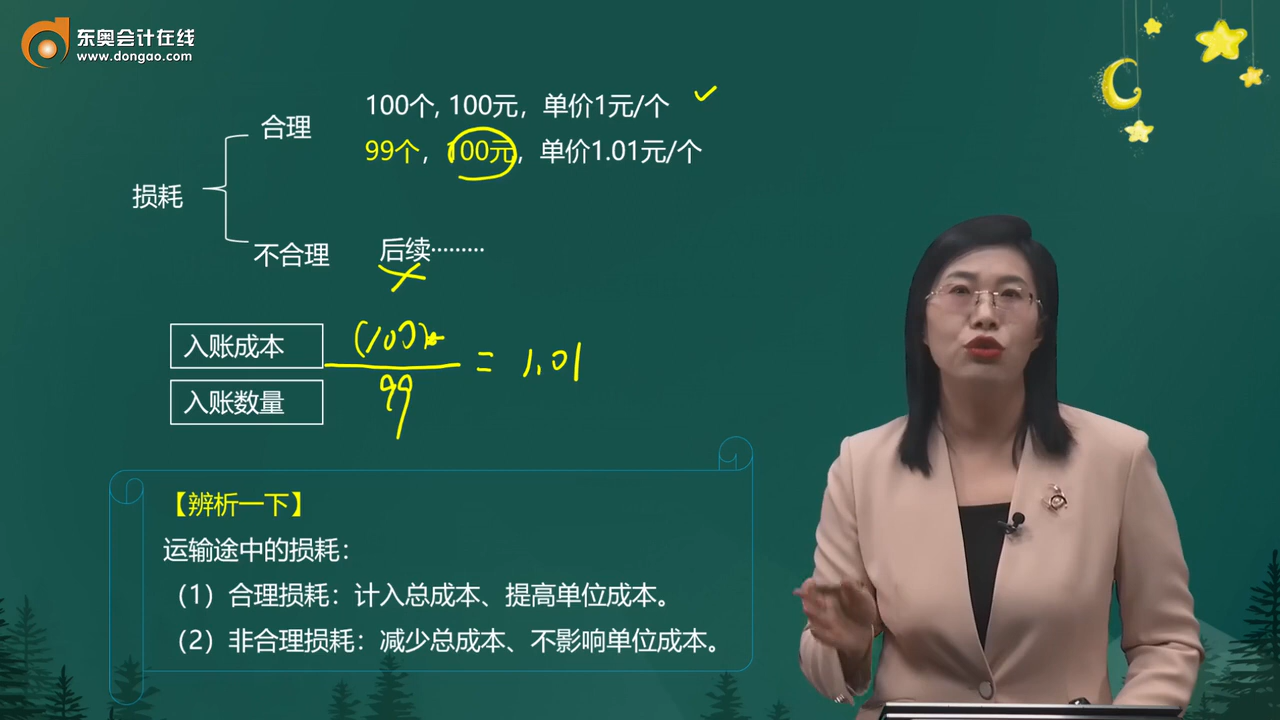 东奥会计在线
www.dongao.com
100个, 100元，单价1元/个
合理
99个，100元，单价1.01元/个
损耗
不合理
后续………
入账成本
(100)
= 1.01
入账数量
99
【辨析一下】
运输途中的损耗：
（1）合理损耗：计入总成本、提高单位成本。
（2）非合理损耗：减少总成本、不影响单位成本。